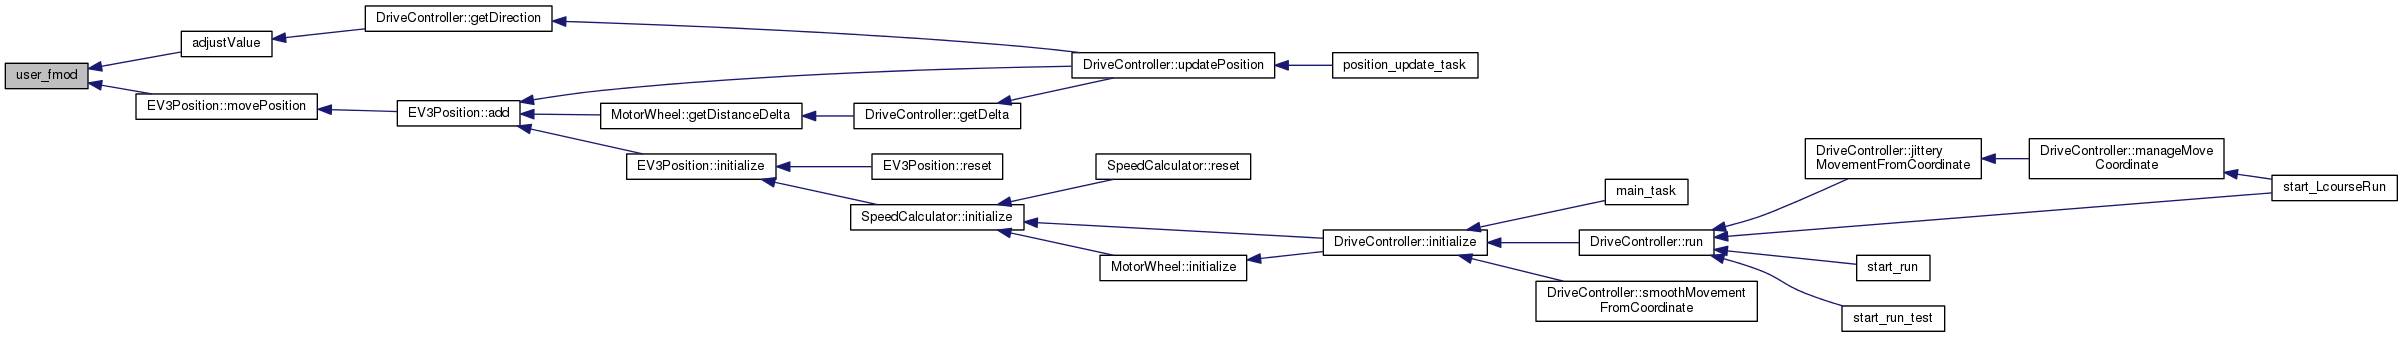 user_fmod
adjustValue
EV3Position::movePosition
DriveController::getDirection
EV3Position::add
DriveController::updatePosition
position_update_task
MotorWheel::getDistanceDelta
DriveController::getDelta
EV3Position::initialize
EV3Position::reset
SpeedCalculator::initialize
SpeedCalculator::reset
MotorWheel::initialize
DriveController::initialize
main_task
DriveController::run
DriveController::smoothMovement
FromCoordinate
DriveController::jittery
MovementFromCoordinate
DriveController::manageMove
Coordinate
start_LcourseRun
start_run
start_run_test